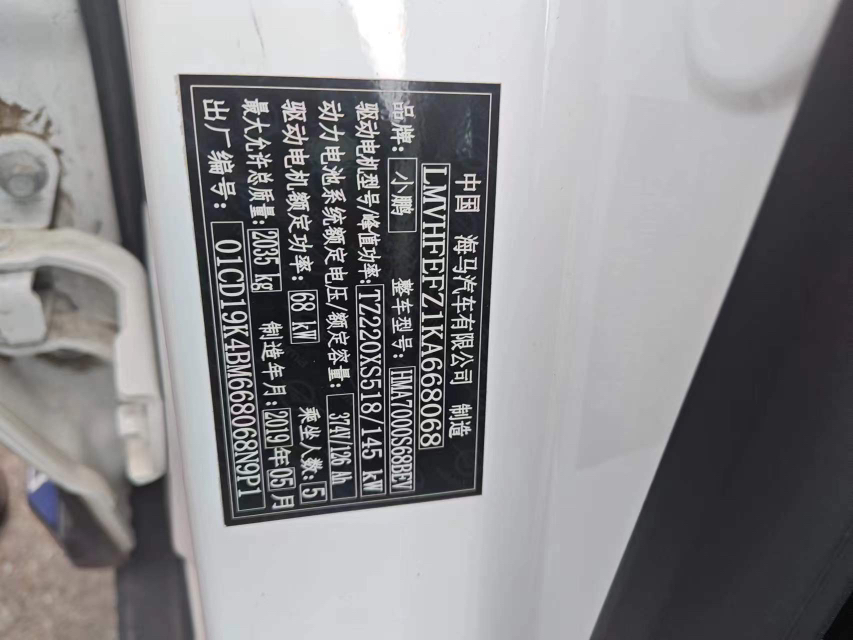 中国 海马汽车有限公司 制造
LMVHFEFZ1KA668068
品牌: 小鹏 整车型号: HMA7000S68BEV
驱动电机型号/峰值功率: TZ220XS518/145 kW
动力电池系统额定电压/额定容量: 374V/126 Ah
驱动电机额定功率: 68 kW 乘坐人数: 5
最大允许总质量: 2035 kg 制造年月: 2019年05月
出厂编号: 01CD19K4BM668068N9P1